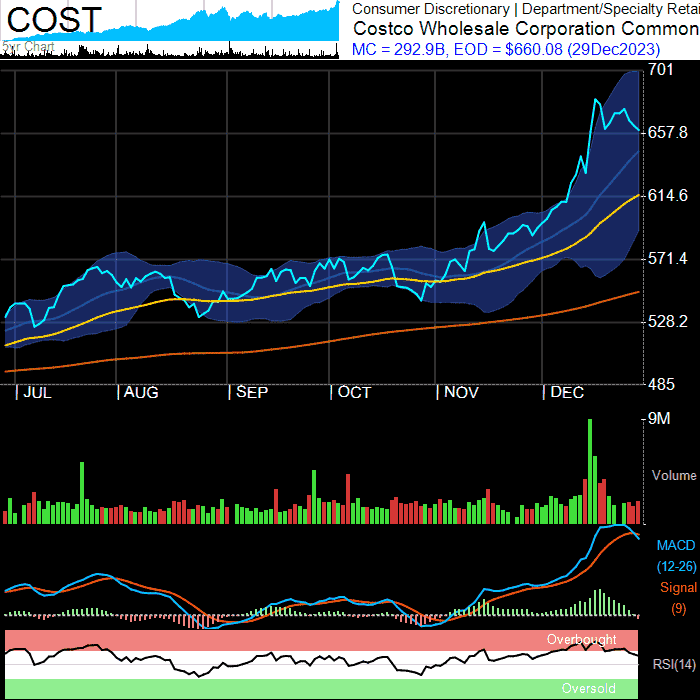 COST
5yr Chart
Consumer Discretionary | Department/Specialty Retai
Costco Wholesale Corporation Common
MC = 292.9B, EOD = $660.08 (29Dec2023)
701
657.8
614.6
571.4
528.2
485
| JUL | AUG | SEP | OCT | NOV | DEC
9M
Volume
MACD
(12-26)
Signal
(9)
Overbought
RSI(14)
Oversold